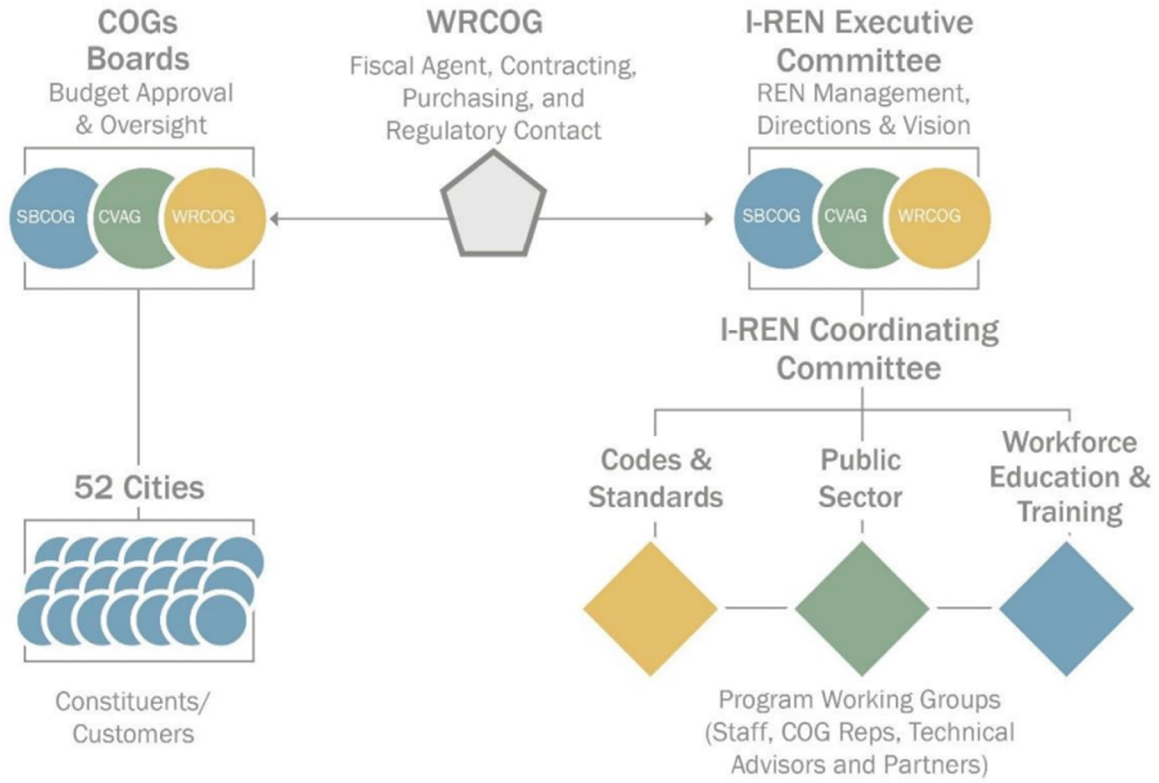 COGs
Boards
Budget Approval
& Oversight
SBCOG
CVAG
WRCOG
52 Cities
Constituents/
Customers
WRCOG
Fiscal Agent, Contracting,
Purchasing, and
Regulatory Contact
I-REN Executive
Committee
REN Management,
Directions & Vision
SBCOG
CVAG
WRCOG
I-REN Coordinating
Committee
Codes &
Standards
Public
Sector
Workforce
Education &
Training
Program Working Groups
(Staff, COG Reps, Technical
Advisors and Partners)